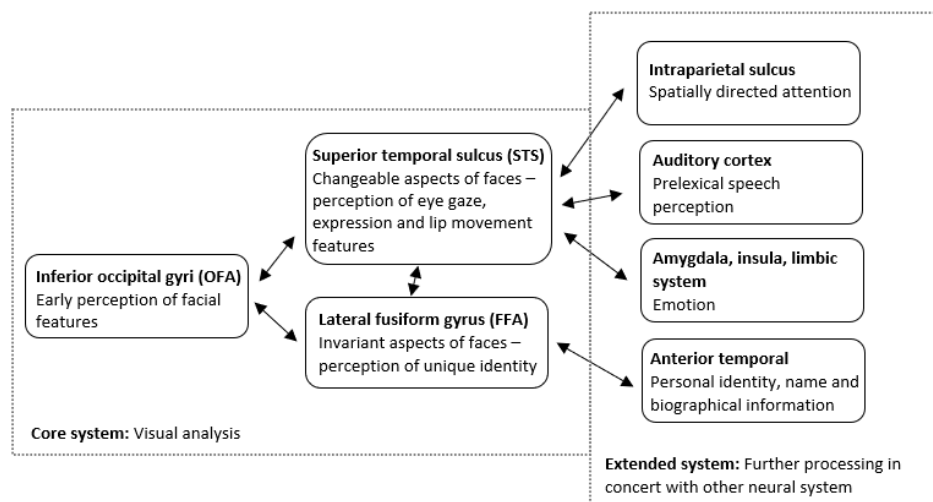 Intraparietal sulcus
Spatially directed attention
Superior temporal sulcus (STS)
Changeable aspects of faces –
perception of eye gaze,
expression and lip movement
features
Auditory cortex
Prelexical speech
perception
Inferior occipital gyri (OFA)
Early perception of facial
features
Amygdala, insula, limbic
system
Emotion
Lateral fusiform gyrus (FFA)
Invariant aspects of faces –
perception of unique identity
Anterior temporal
Personal identity, name and
biographical information
Core system: Visual analysis
Extended system: Further processing in
concert with other neural system